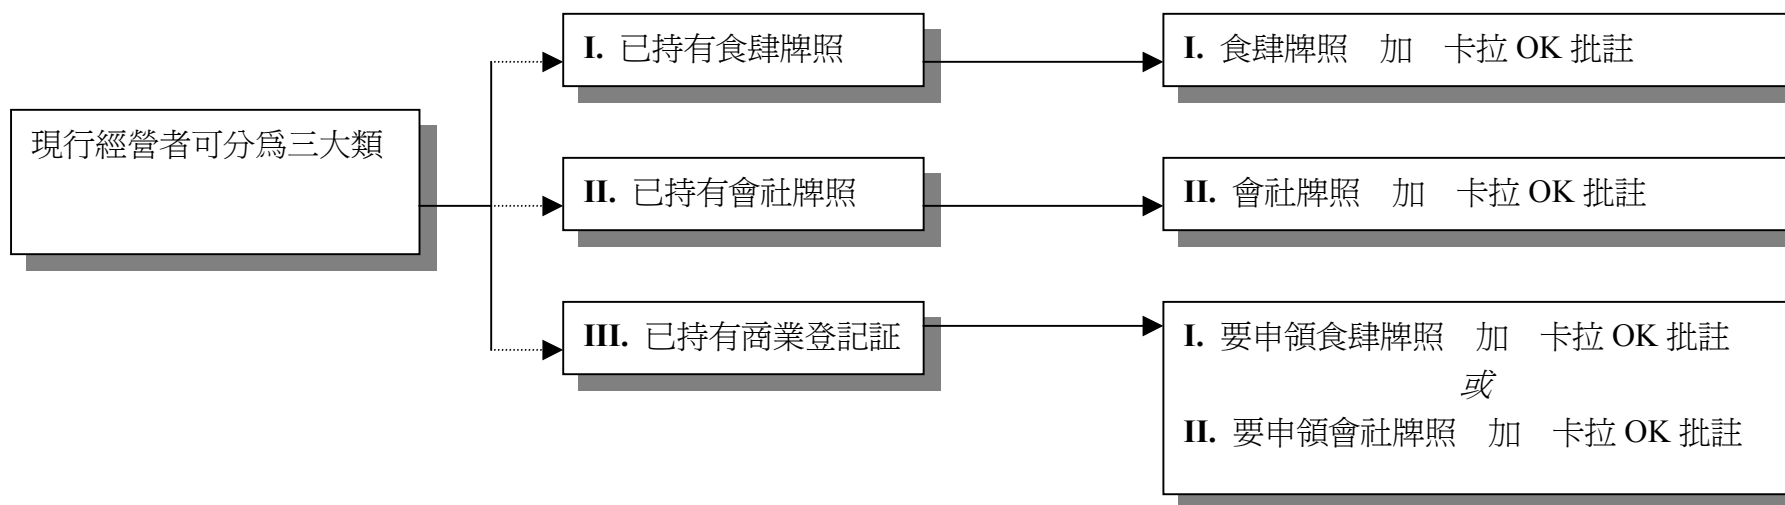 現行經營者可分爲三大類
I. 已持有食肆牌照
I. 食肆牌照 加 卡拉 OK 批註
II. 已持有會社牌照
II. 會社牌照 加 卡拉 OK 批註
III. 已持有商業登記証
I. 要申領食肆牌照 加 卡拉 OK 批註
或
II. 要申領會社牌照 加 卡拉 OK 批註